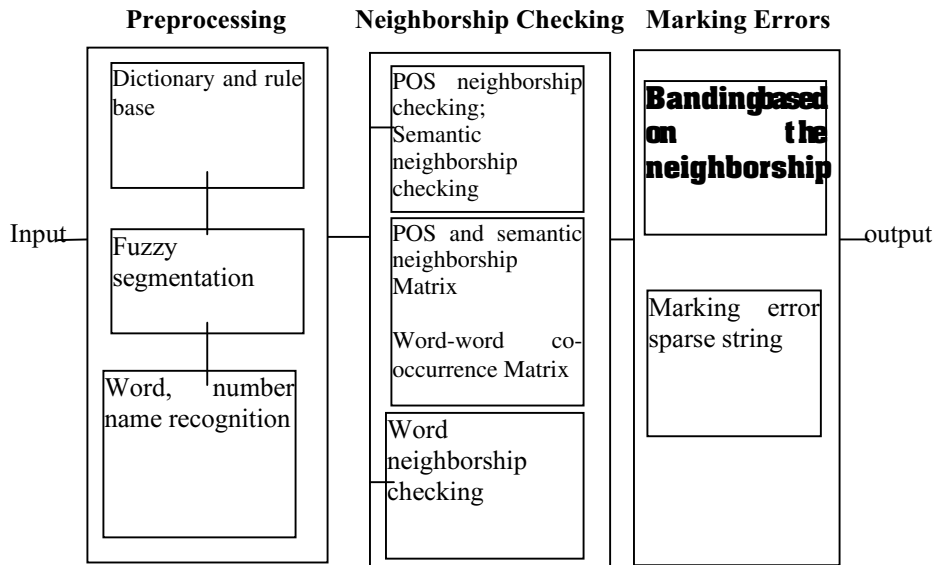 Preprocessing
Neighborship Checking
Marking Errors
Input
Dictionary and rule
base
Fuzzy
segmentation
Word, number
name recognition
POS neighborship
checking;
Semantic
neighborship
checking
POS and semantic
neighborship
Matrix
Word-word co-
occurrence Matrix
Word
neighborship
checking
Banding based
on the
neighborship
Marking error
sparse string
output